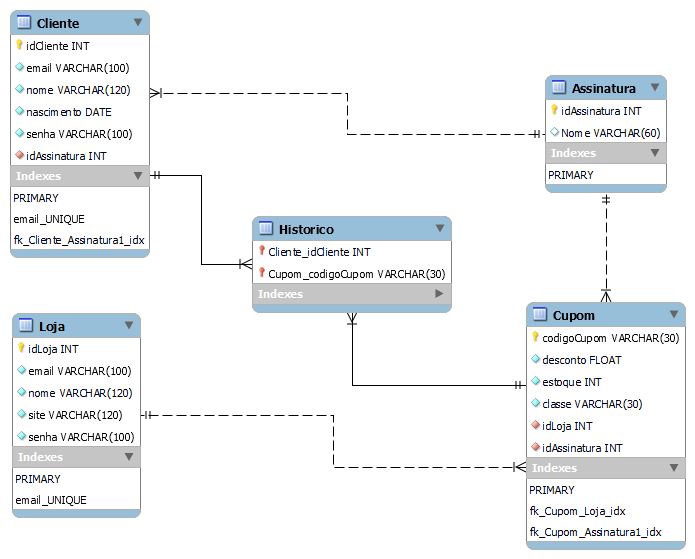 Cliente
idCliente INT
email VARCHAR(100)
nome VARCHAR(120)
nascimento DATE
senha VARCHAR(100)
idAssinatura INT
Indexes
PRIMARY
email_UNIQUE
fk_Cliente_Assinatura1_idx
Assinatura
idAssinatura INT
Nome VARCHAR(60)
Indexes
PRIMARY
Historico
Cliente_idCliente INT
Cupom_codigoCupom VARCHAR(30)
Indexes
Loja
idLoja INT
email VARCHAR(100)
nome VARCHAR(120)
site VARCHAR(120)
senha VARCHAR(100)
Indexes
PRIMARY
email_UNIQUE
Cupom
codigoCupom VARCHAR(30)
desconto FLOAT
estoque INT
classe VARCHAR(30)
idLoja INT
idAssinatura INT
Indexes
PRIMARY
fk_Cupom_Loja_idx
fk_Cupom_Assinatura1_idx